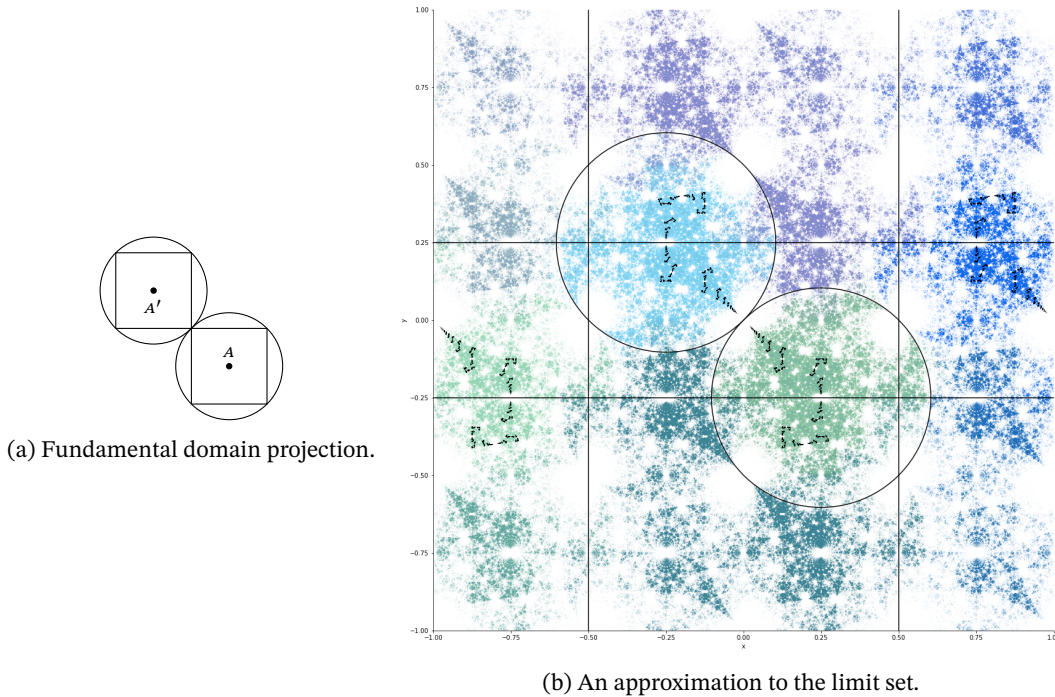 A′
A
(a) Fundamental domain projection.
1.00
0.75
0.50
0.25
0.00
−0.25
−0.50
−0.75
−1.00
y
−1.00 −0.75 −0.50 −0.25 0.00 0.25 0.50 0.75 1.0
x
(b) An approximation to the limit set.